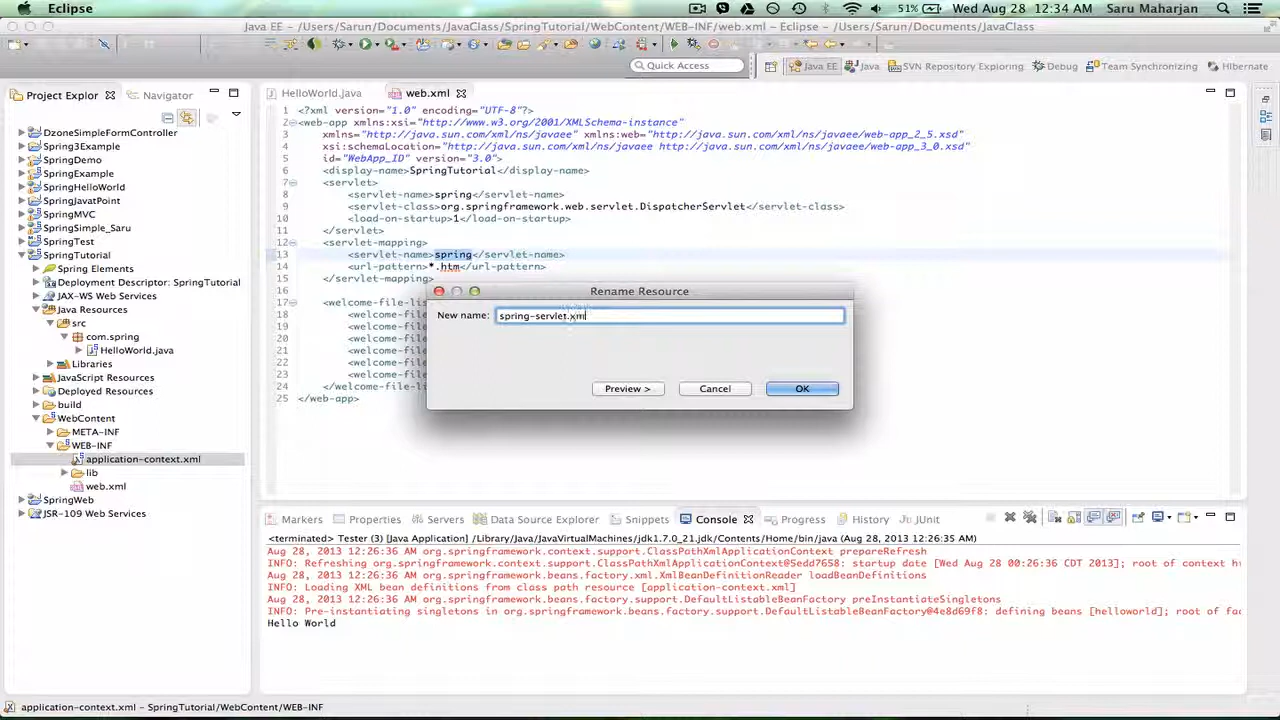 Eclipse
51%
Wed Aug 28 12:34 AM
Saru Maharjan
Java EE - /Users/Sarun/Documents/JavaClass/SpringTutorial/WebContent/WEB-INF/web.xml - Eclipse - /Users/Sarun/Documents/JavaClass
Quick Access
Java EE
Java
SVN Repository Exploring
Debug
Team Synchronizing
Hibernate
Project Explor
Navigator
DzoneSimpleFormController
Spring3Example
SpringDemo
SpringExample
SpringHelloWorld
SpringJavatPoint
SpringMVC
SpringSimple_Saru
SpringTest
SpringTutorial
Spring Elements
Deployment Descriptor: SpringTutorial
JAX-WS Web Services
Java Resources
src
com.spring
HelloWorld.java
Libraries
JavaScript Resources
Deployed Resources
build
WebContent
META-INF
WEB-INF
application-context.xml
lib
web.xml
SpringWeb
JSR-109 Web Services
HelloWorld.java
web.xml
1 <?xml version="1.0" encoding="UTF-8"?>
2 <web-app xmlns:xsi="http://www.w3.org/2001/XMLSchema-instance"
3 xmlns="http://java.sun.com/xml/ns/javaee" xmlns:web="http://java.sun.com/xml/ns/javaee/web-app_2_5.xsd"
4 xsi:schemaLocation="http://java.sun.com/xml/ns/javaee http://java.sun.com/xml/ns/javaee/web-app_3_0.xsd"
5 id="WebApp_ID" version="3.0">
6 <display-name>SpringTutorial</display-name>
7 <servlet>
8 <servlet-name>spring</servlet-name>
9 <servlet-class>org.springframework.web.servlet.DispatcherServlet</servlet-class>
10 <load-on-startup>1</load-on-startup>
11 </servlet>
12 <servlet-mapping>
13 <servlet-name>spring</servlet-name>
14 <url-pattern>*.htm</url-pattern>
15 </servlet-mapping>
17 <welcome-file-li
18 <welcome-file
19 <welcome-file
20 <welcome-file
21 <welcome-file
22 <welcome-file
23 <welcome-file
24 </welcome-file-li
25 </web-app>
Rename Resource
New name: spring-servlet.xml
Preview >
Cancel
OK
Markers
Properties
Servers
Data Source Explorer
Snippets
Console
Progress
History
JUnit
<terminated> Tester (3) [Java Application] /Library/Java/JavaVirtualMachines/jdk1.7.0_21.jdk/Contents/Home/bin/java (Aug 28, 2013 12:26:35 AM)
Aug 28, 2013 12:26:36 AM org.springframework.context.support.ClassPathXmlApplicationContext prepareRefresh
INFO: Refreshing org.springframework.context.support.ClassPathXmlApplicationContext@5edd7658: startup date [Wed Aug 28 00:26:36 CDT 2013]; root of context h
Aug 28, 2013 12:26:36 AM org.springframework.beans.factory.xml.XmlBeanDefinitionReader loadBeanDefinitions
INFO: Loading XML bean definitions from class path resource [application-context.xml]
Aug 28, 2013 12:26:36 AM org.springframework.beans.factory.support.DefaultListableBeanFactory preInstantiateSingletons
INFO: Pre-instantiating singletons in org.springframework.beans.factory.support.DefaultListableBeanFactory@4e8d69f8: defining beans [helloworld]; root of fac
Hello World
application-context.xml - SpringTutorial/WebContent/WEB-INF